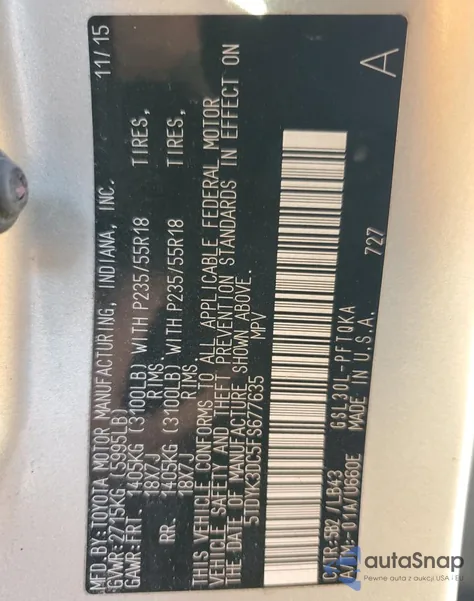 MFD.BY:TOYOTA MOTOR MANUFACTURING, INDIANA, INC. 11/15
GVWR:2715KG (5995LB)
GAWR:FRT. 1405KG (3100LB) WITH P235/55R18 TIRES,
18X7J RIMS.
RR. 1405KG (3100LB) WITH P235/55R18 TIRES,
18X7J RIMS.
THIS VEHICLE CONFORMS TO ALL APPLICABLE FEDERAL MOTOR
VEHICLE SAFETY, BUMPER, AND THEFT PREVENTION STANDARDS IN EFFECT ON
THE DATE OF MANUFACTURE SHOWN ABOVE.
5TDYK3DC5FS677635 MPV
C/TR:582/LB43 GSL30L-PFTQKA 727 A
A/TM:-01A/U660E MADE IN U.S.A.
autaSnap
Pewne auta z aukcji USA i EU